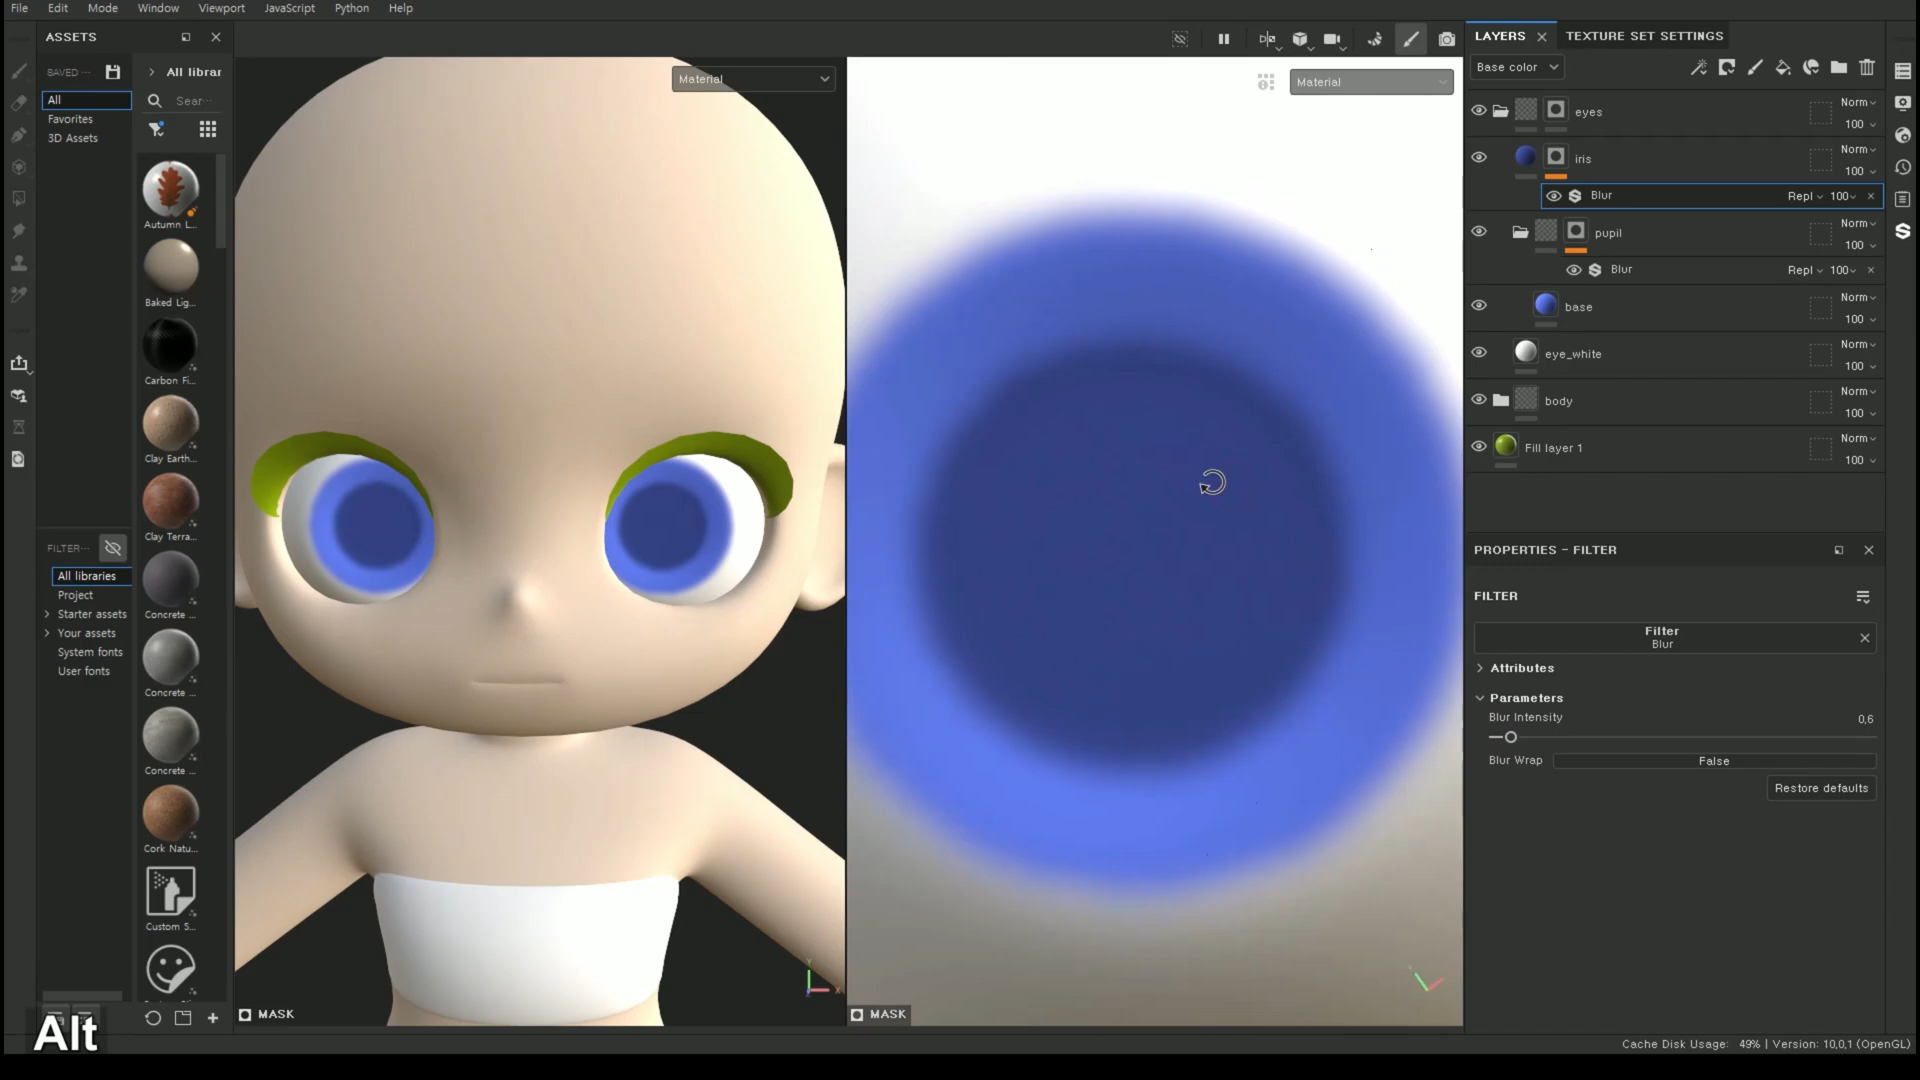 File Edit Mode Window Viewport JavaScript Python Help
ASSETS
SAVED ···
All librar
Sear···
All
Favorites
3D Assets
Autumn L...
Baked Lig...
Carbon Fi...
Clay Earth...
Clay Terra...
Concrete ...
Concrete ...
Concrete ...
Cork Natu...
Custom S...
FILTER···
All libraries
Project
Starter assets
Your assets
System fonts
User fonts
Alt
Material
MASK
Material
MASK
LAYERS
TEXTURE SET SETTINGS
Base color
eyes
Norm
100
iris
Norm
100
Blur
Repl
100
pupil
Norm
100
Blur
Repl
100
base
Norm
100
eye_white
Norm
100
body
Norm
100
Fill layer 1
Norm
100
PROPERTIES - FILTER
FILTER
Filter
Blur
Attributes
Parameters
Blur Intensity
0,6
Blur Wrap
False
Restore defaults
Cache Disk Usage: 49% | Version: 10,0,1 (OpenGL)